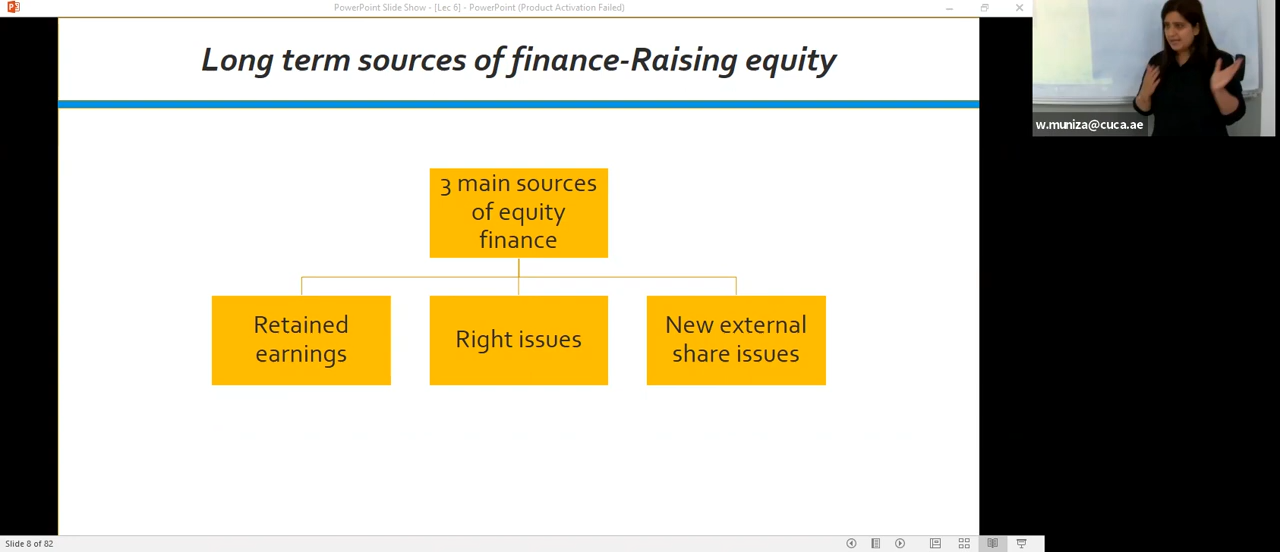 PowerPoint Slide Show - [Lec 6] - PowerPoint (Product Activation Failed)
Long term sources of finance-Raising equity
w.muniza@cuca.ae
3 main sources
of equity
finance
Retained
earnings
Right issues
New external
share issues
Slide 8 of 82